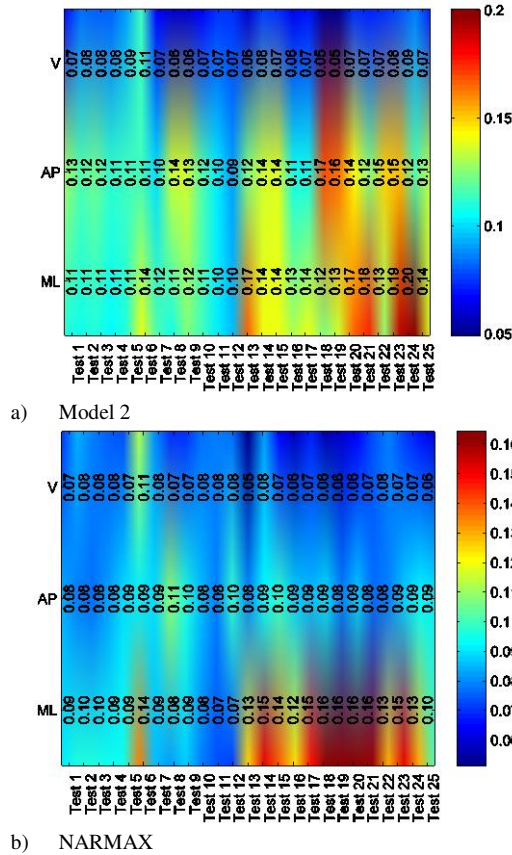 V 0.07 0.08 0.08 0.08 0.09 0.11 0.07 0.07 0.07 0.07 0.08 0.05 0.05 0.07 0.07 0.07 0.08 0.09 0.07
AP 0.13 0.12 0.12 0.11 0.11 0.11 0.10 0.14 0.13 0.12 0.10 0.09 0.12 0.14 0.14 0.11 0.11 0.17 0.16 0.14 0.12 0.15 0.15 0.12 0.13
ML 0.11 0.11 0.11 0.11 0.11 0.14 0.12 0.11 0.12 0.11 0.10 0.10 0.17 0.14 0.14 0.13 0.14 0.12 0.13 0.17 0.18 0.13 0.19 0.20 0.14
Test 1 Test 2 Test 3 Test 4 Test 5 Test 6 Test 7 Test 8 Test 9 Test 10 Test 11 Test 12 Test 13 Test 14 Test 15 Test 16 Test 17 Test 18 Test 19 Test 20 Test 21 Test 22 Test 23 Test 24 Test 25
0.2
0.15
0.1
0.05
a) Model 2
V 0.07 0.08 0.08 0.08 0.07 0.11 0.08 0.07 0.07 0.08 0.08 0.08 0.05 0.08 0.07 0.06 0.07 0.06 0.07 0.07 0.08 0.07 0.07 0.06
AP 0.08 0.08 0.08 0.08 0.09 0.09 0.09 0.11 0.10 0.08 0.08 0.10 0.08 0.09 0.10 0.09 0.09 0.09 0.08 0.09 0.08 0.08 0.09 0.09 0.09
ML 0.09 0.10 0.10 0.09 0.09 0.14 0.09 0.08 0.09 0.08 0.07 0.07 0.13 0.15 0.14 0.12 0.15 0.16 0.16 0.16 0.16 0.13 0.15 0.13 0.10
Test 1 Test 2 Test 3 Test 4 Test 5 Test 6 Test 7 Test 8 Test 9 Test 10 Test 11 Test 12 Test 13 Test 14 Test 15 Test 16 Test 17 Test 18 Test 19 Test 20 Test 21 Test 22 Test 23 Test 24 Test 25
0.16
0.15
0.14
0.13
0.12
0.11
0.1
0.09
0.08
0.07
0.06
b) NARMAX